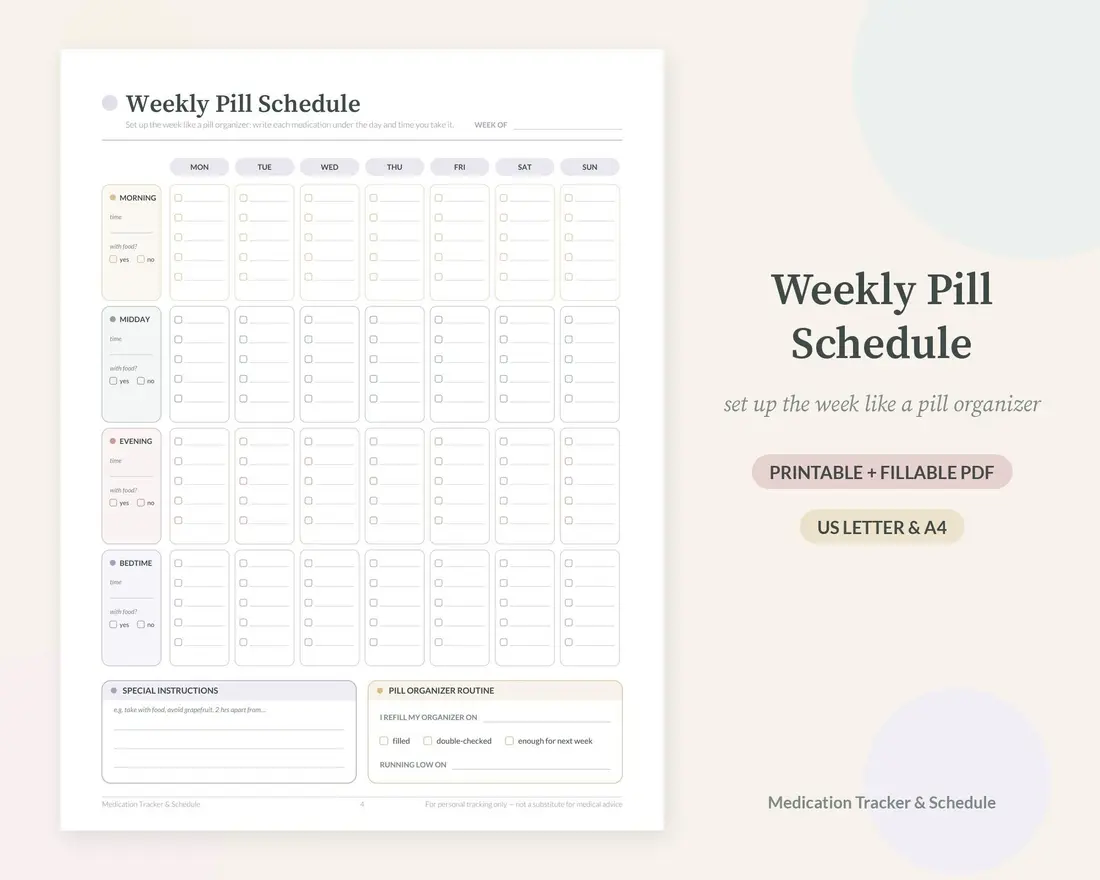 Weekly Pill Schedule
Set up the week like a pill organizer: write each medication under the day and time you take it.
WEEK OF
MON TUE WED THU FRI SAT SUN
MORNING
time
with food?
yes no
MIDDAY
time
with food?
yes no
EVENING
time
with food?
yes no
BEDTIME
time
with food?
yes no
SPECIAL INSTRUCTIONS
e.g. take with food, avoid grapefruit, 2 hrs apart from...
PILL ORGANIZER ROUTINE
I REFILL MY ORGANIZER ON
filled double-checked enough for next week
RUNNING LOW ON
Medication Tracker & Schedule 4 For personal tracking only — not a substitute for medical advice
Weekly Pill
Schedule
set up the week like a pill organizer
PRINTABLE + FILLABLE PDF
US LETTER & A4
Medication Tracker & Schedule